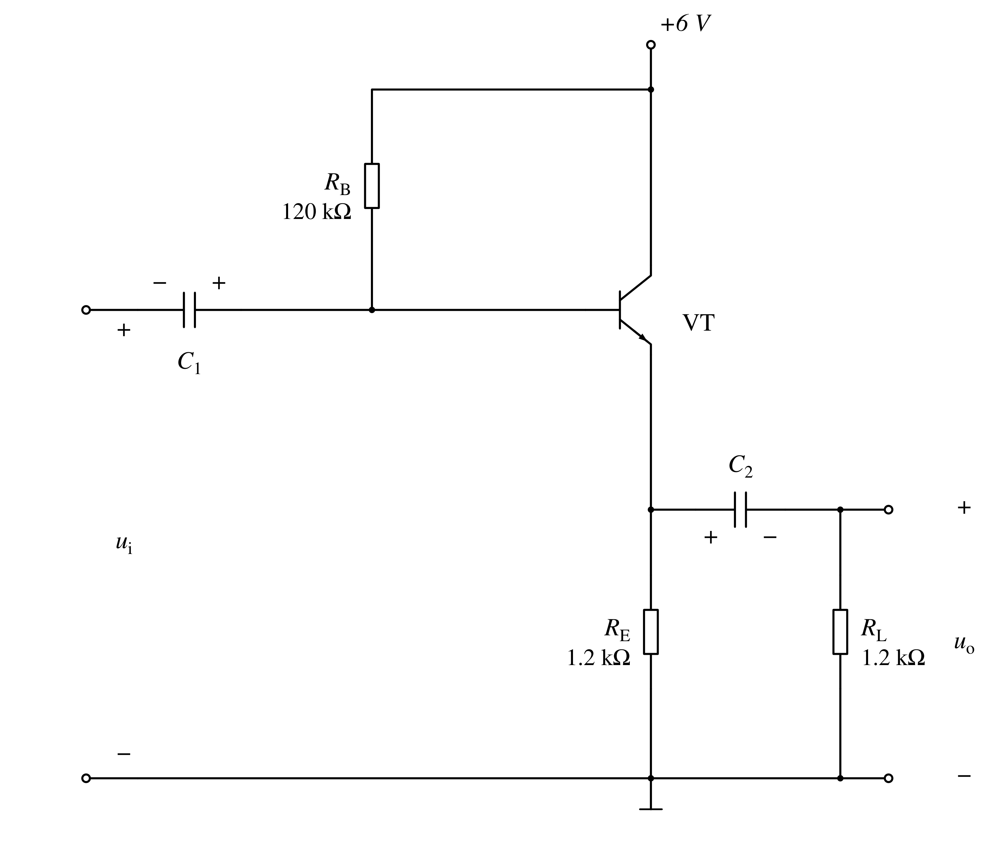 +6 V
R_B
120 kΩ
− +
+
C_1
VT
C_2
+
+ −
u_i
R_E
1.2 kΩ
R_L
1.2 kΩ
u_o
−
−